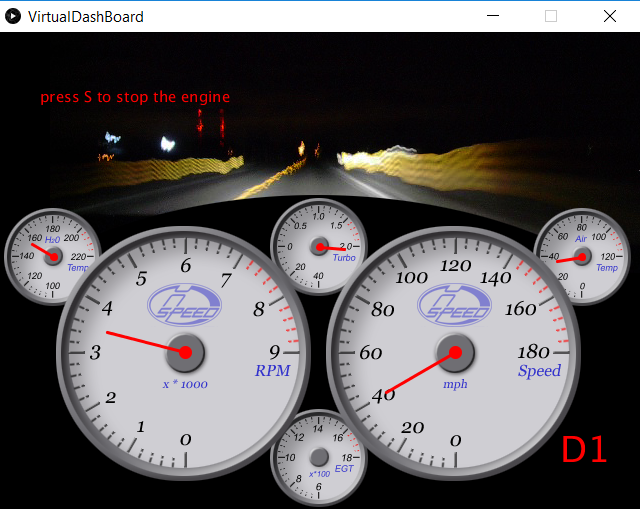 VirtualDashBoard
press S to stop the engine
100 120 140 160 180 200 220
H₂0
Temp
40 20 0 0.5 1.0 1.5 2.0
Turbo
0 20 40 60 80 100 120
Air
Temp
0 1 2 3 4 5 6 7 8 9
SPEED
RPM
x * 1000
0 20 40 60 80 100 120 140 160 180
SPEED
Speed
mph
6 8 10 12 14 16 18
x*100
EGT
D1